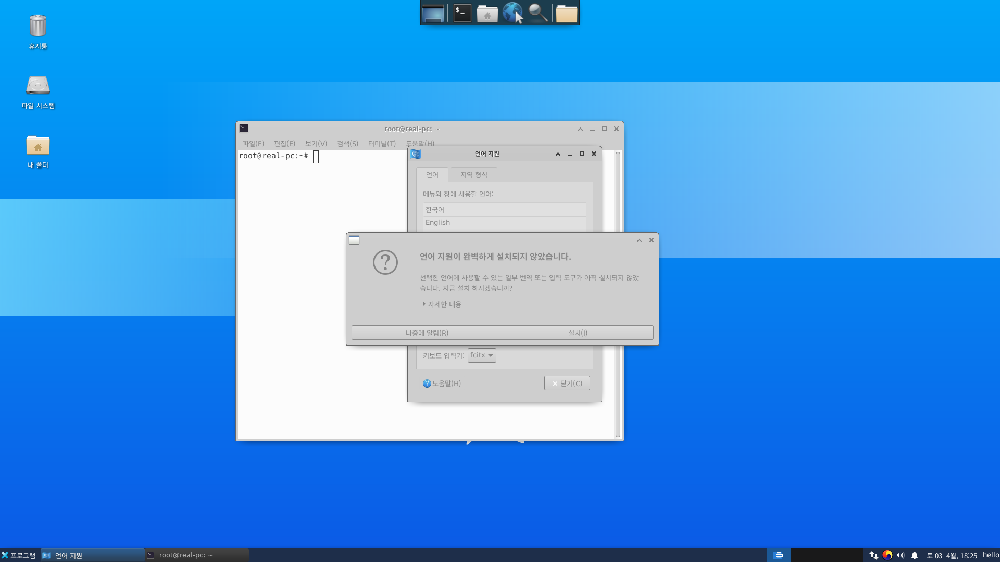 $_
휴지통
파일 시스템
내 폴더
root@real-pc: ~
파일(F) 편집(E) 보기(V) 검색(S) 터미널(T) 도움말(H)
root@real-pc:~#
언어 지원
언어 지역 형식
메뉴와 창에 사용할 언어:
한국어
English
언어 지원이 완벽하게 설치되지 않았습니다.
선택한 언어에 사용할 수 있는 일부 번역 또는 입력 도구가 아직 설치되지 않았
습니다. 지금 설치 하시겠습니까?
자세한 내용
나중에 알림(R) 설치(I)
키보드 입력기: fcitx
도움말(H) 닫기(C)
프로그램 언어 지원 root@real-pc: ~ 토 03 4월, 18:25 hello